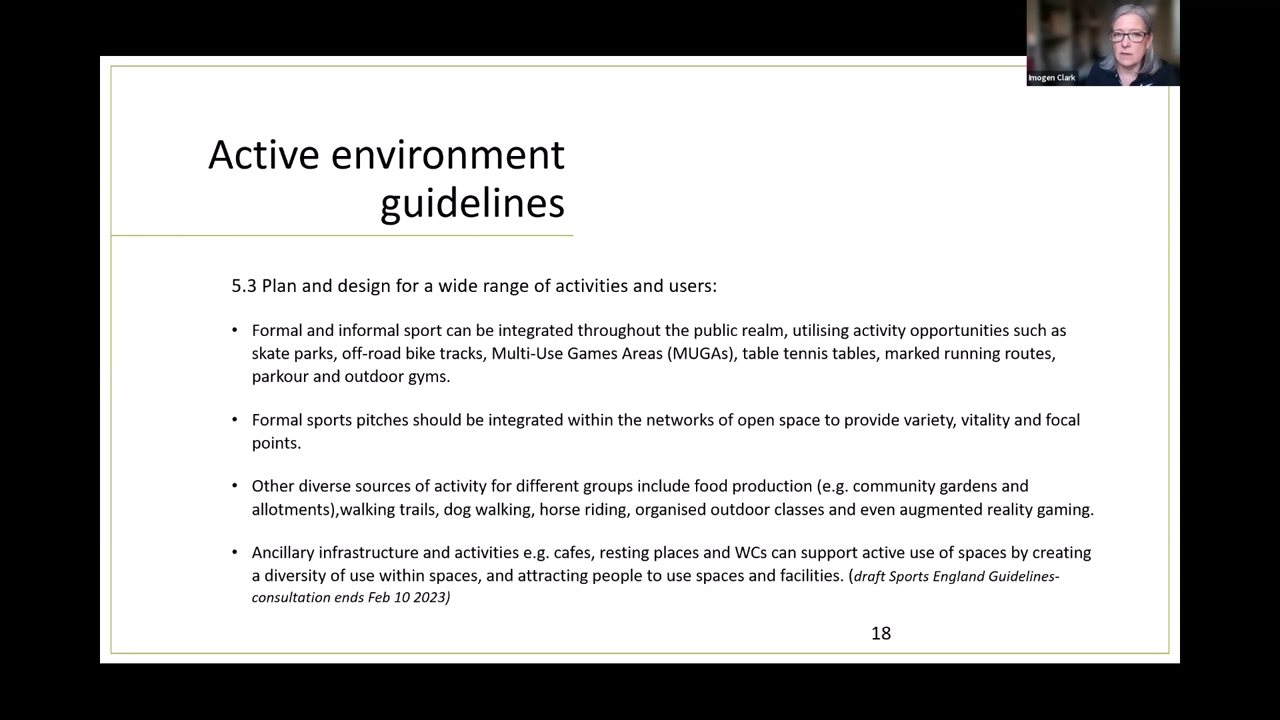 Imogen Clark
Active environment
guidelines
5.3 Plan and design for a wide range of activities and users:
• Formal and informal sport can be integrated throughout the public realm, utilising activity opportunities such as
skate parks, off-road bike tracks, Multi-Use Games Areas (MUGAs), table tennis tables, marked running routes,
parkour and outdoor gyms.
• Formal sports pitches should be integrated within the networks of open space to provide variety, vitality and focal
points.
• Other diverse sources of activity for different groups include food production (e.g. community gardens and
allotments),walking trails, dog walking, horse riding, organised outdoor classes and even augmented reality gaming.
• Ancillary infrastructure and activities e.g. cafes, resting places and WCs can support active use of spaces by creating
a diversity of use within spaces, and attracting people to use spaces and facilities. (draft Sports England Guidelines-
consultation ends Feb 10 2023)
18